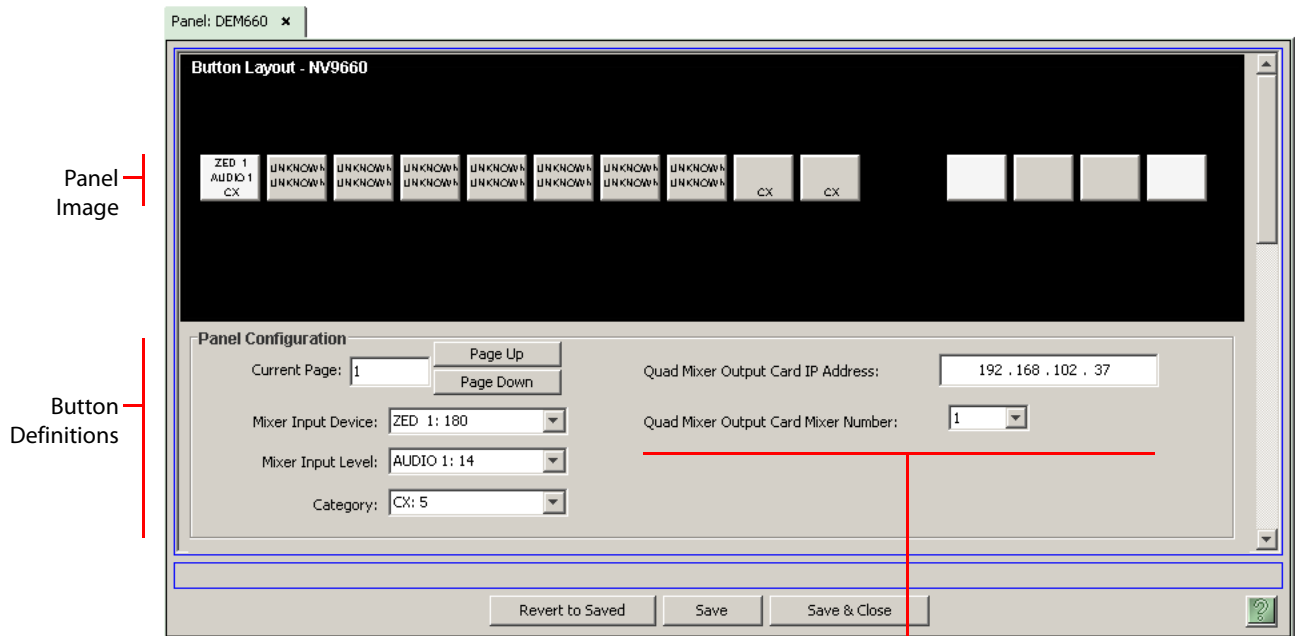 Panel: DEM660 ×
Button Layout - NV9660
Panel
Image
ZED 1
AUDIO 1
CX
UNKNOWN
UNKNOWN
UNKNOWN
UNKNOWN
UNKNOWN
UNKNOWN
UNKNOWN
UNKNOWN
UNKNOWN
UNKNOWN
UNKNOWN
UNKNOWN
UNKNOWN
UNKNOWN
CX
CX
Button
Definitions
Panel Configuration
Current Page: 1
Page Up
Page Down
Mixer Input Device: ZED 1: 180
Mixer Input Level: AUDIO 1: 14
Category: CX: 5
Quad Mixer Output Card IP Address: 192 . 168 . 102 . 37
Quad Mixer Output Card Mixer Number: 1
Revert to Saved
Save
Save & Close
?